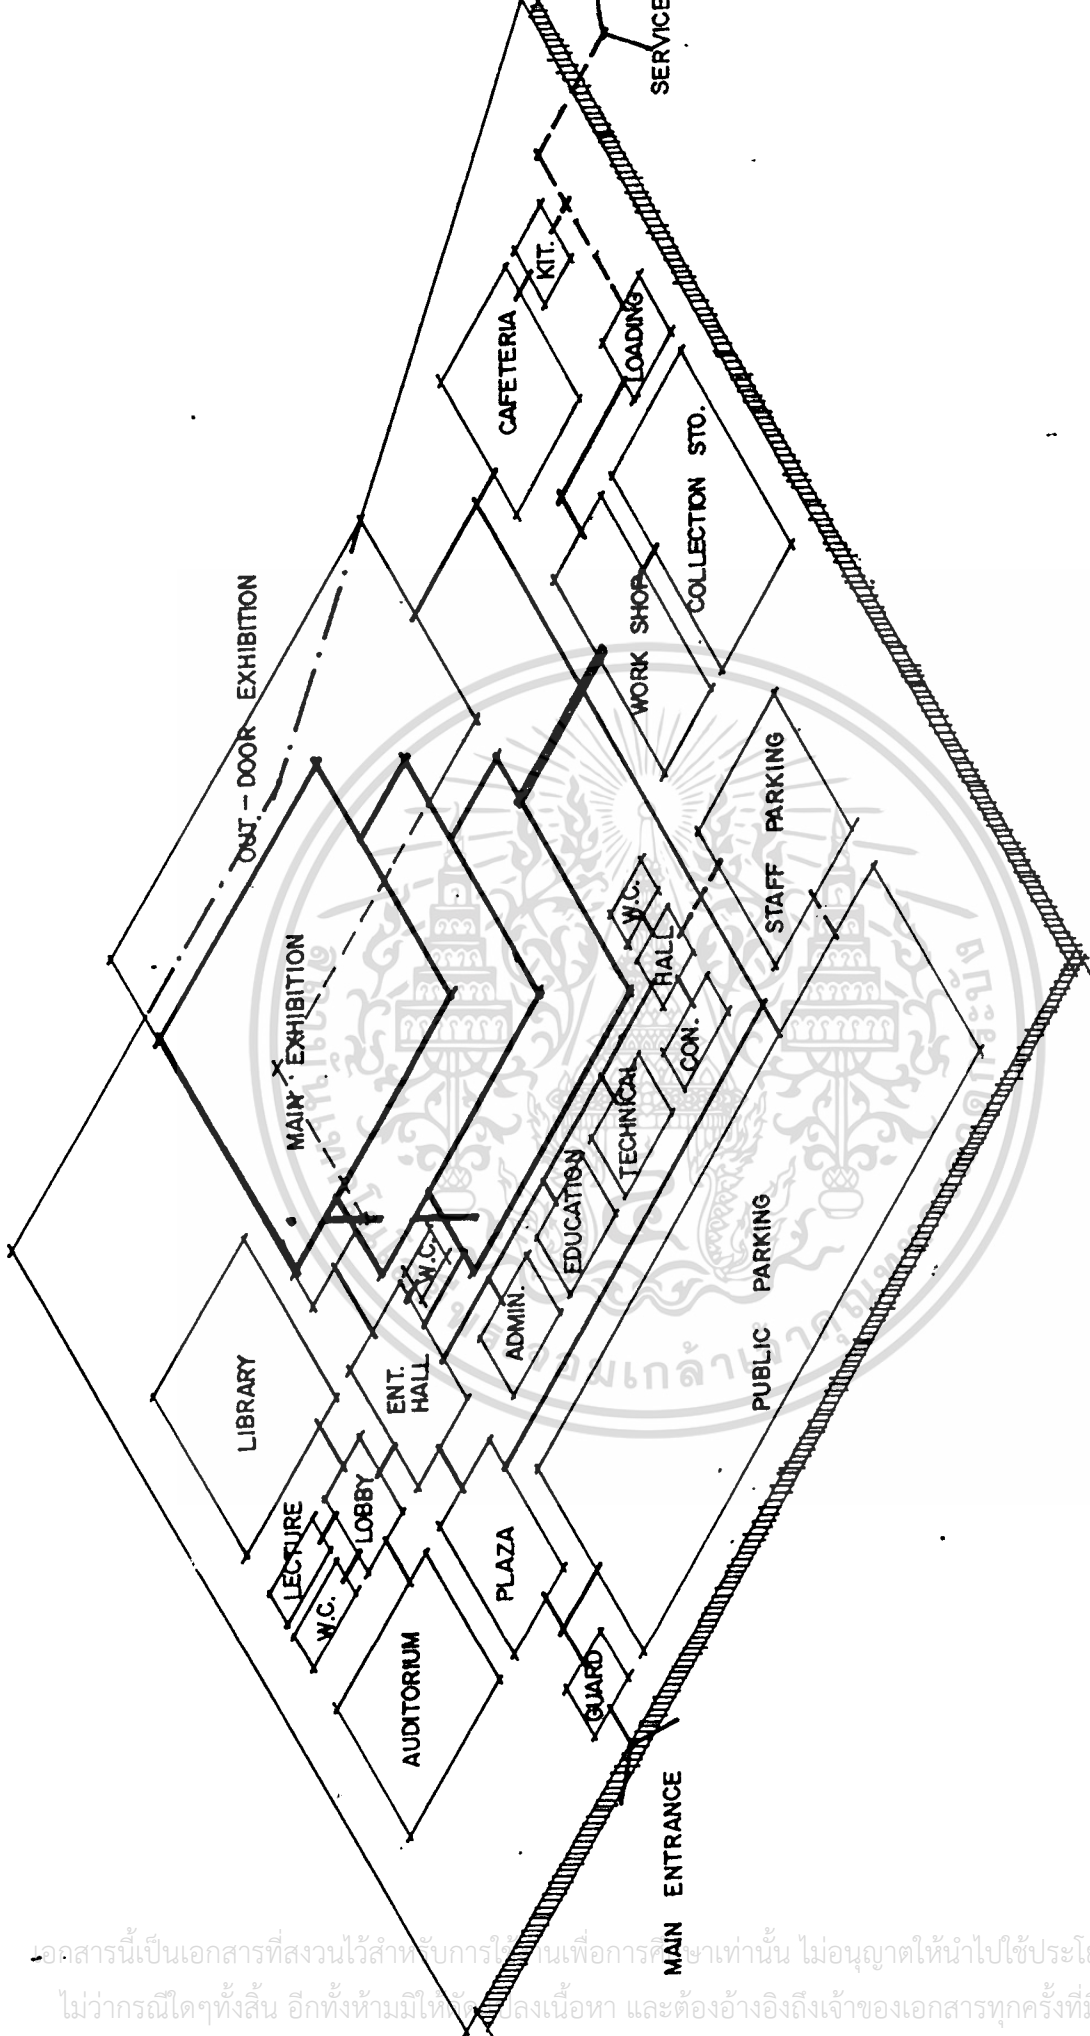 SERVICE
KIT.
CAFETERIA
LOADING
COLLECTION STO.
WORK SHOP
OUT-DOOR EXHIBITION
MAIN EXHIBITION
STAFF PARKING
W.C.
HALL
CON.
TECHNICAL
EDUCATION
ADMIN.
W.C.
ENT.
HALL
PUBLIC PARKING
LIBRARY
LOBBY
LECTURE
W.C.
PLAZA
AUDITORIUM
GUARD
MAIN ENTRANCE
เอกสารนี้เป็นเอกสารที่สงวนไว้สำหรับการใช้งานเพื่อการศึกษาเท่านั้น ไม่อนุญาตให้นำไปใช้ประโย
ไม่ว่ากรณีใดๆทั้งสิ้น อีกทั้งห้ามมิให้ดัดแปลงเนื้อหา และต้องอ้างอิงถึงเจ้าของเอกสารทุกครั้งที่มี